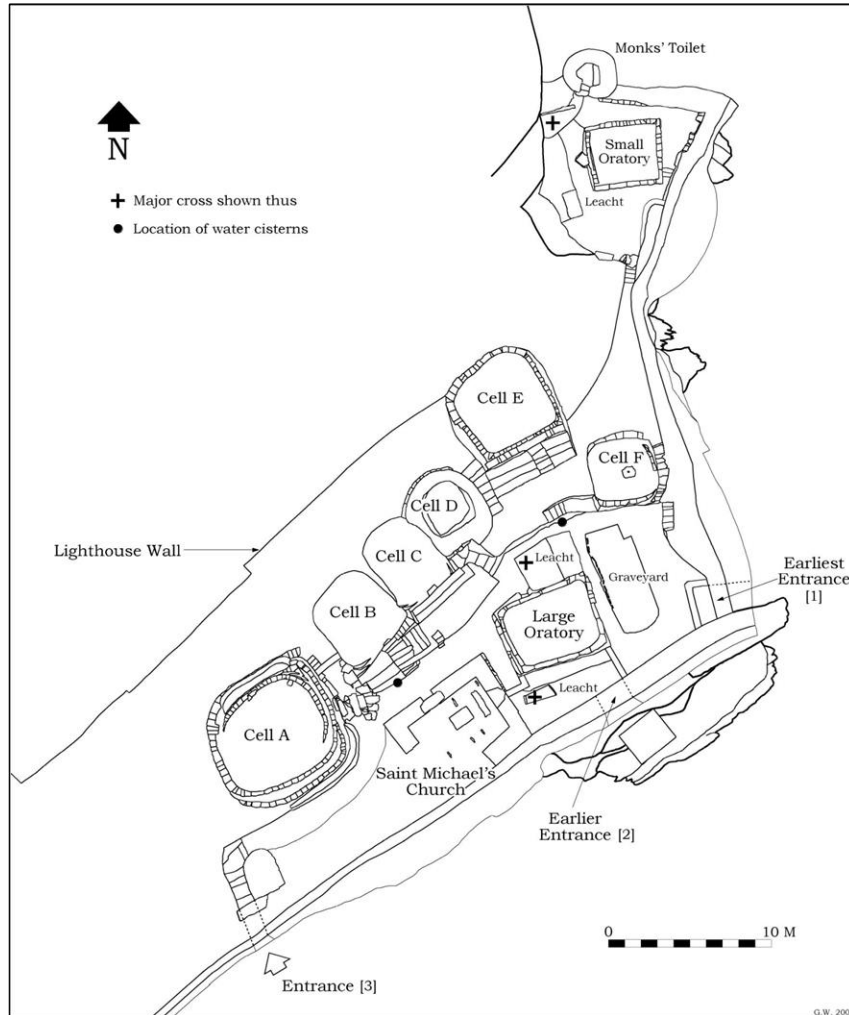 Monks' Toilet
N
Small
Oratory
Major cross shown thus
Leacht
Location of water cisterns
Cell E
Cell F
Cell D
Lighthouse Wall
Cell C
Leacht
Earliest
Entrance
[1]
Graveyard
Cell B
Large
Oratory
Leacht
Cell A
Saint Michael's
Church
Earlier
Entrance [2]
0 10 M
Entrance [3]
G.W. 200